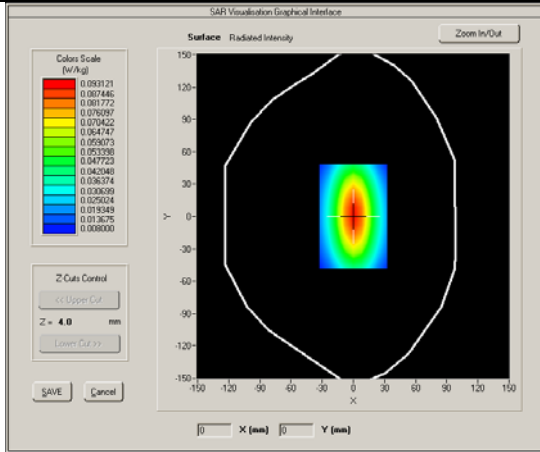 SAR Visualisation Graphical Interface
Surface Radiated Intensity
Zoom In/Out
Colors Scale
(W/kg)
0.093121
0.087446
0.081772
0.076097
0.070422
0.064747
0.059073
0.053398
0.047723
0.042048
0.036374
0.030699
0.025024
0.019349
0.013675
0.008000
Z-Cuts Control
<< Upper Cut
Z = 4.0 mm
Lower Cut >>
SAVE Cancel
150
120
90
60
30
0
-30
-60
-90
-120
-150
Y
-150 -120 -90 -60 -30 0 30 60 90 120 150
X
0 X (mm) 0 Y (mm)